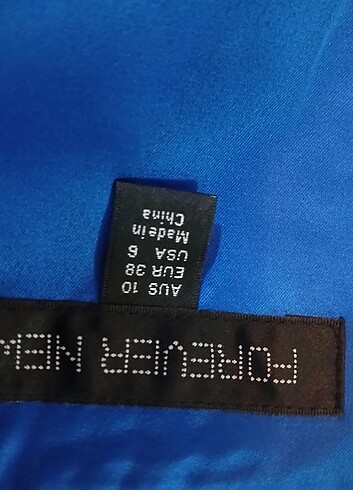 FOREVER NEW
AUS 10
EUR 38
USA 6
Made in
China